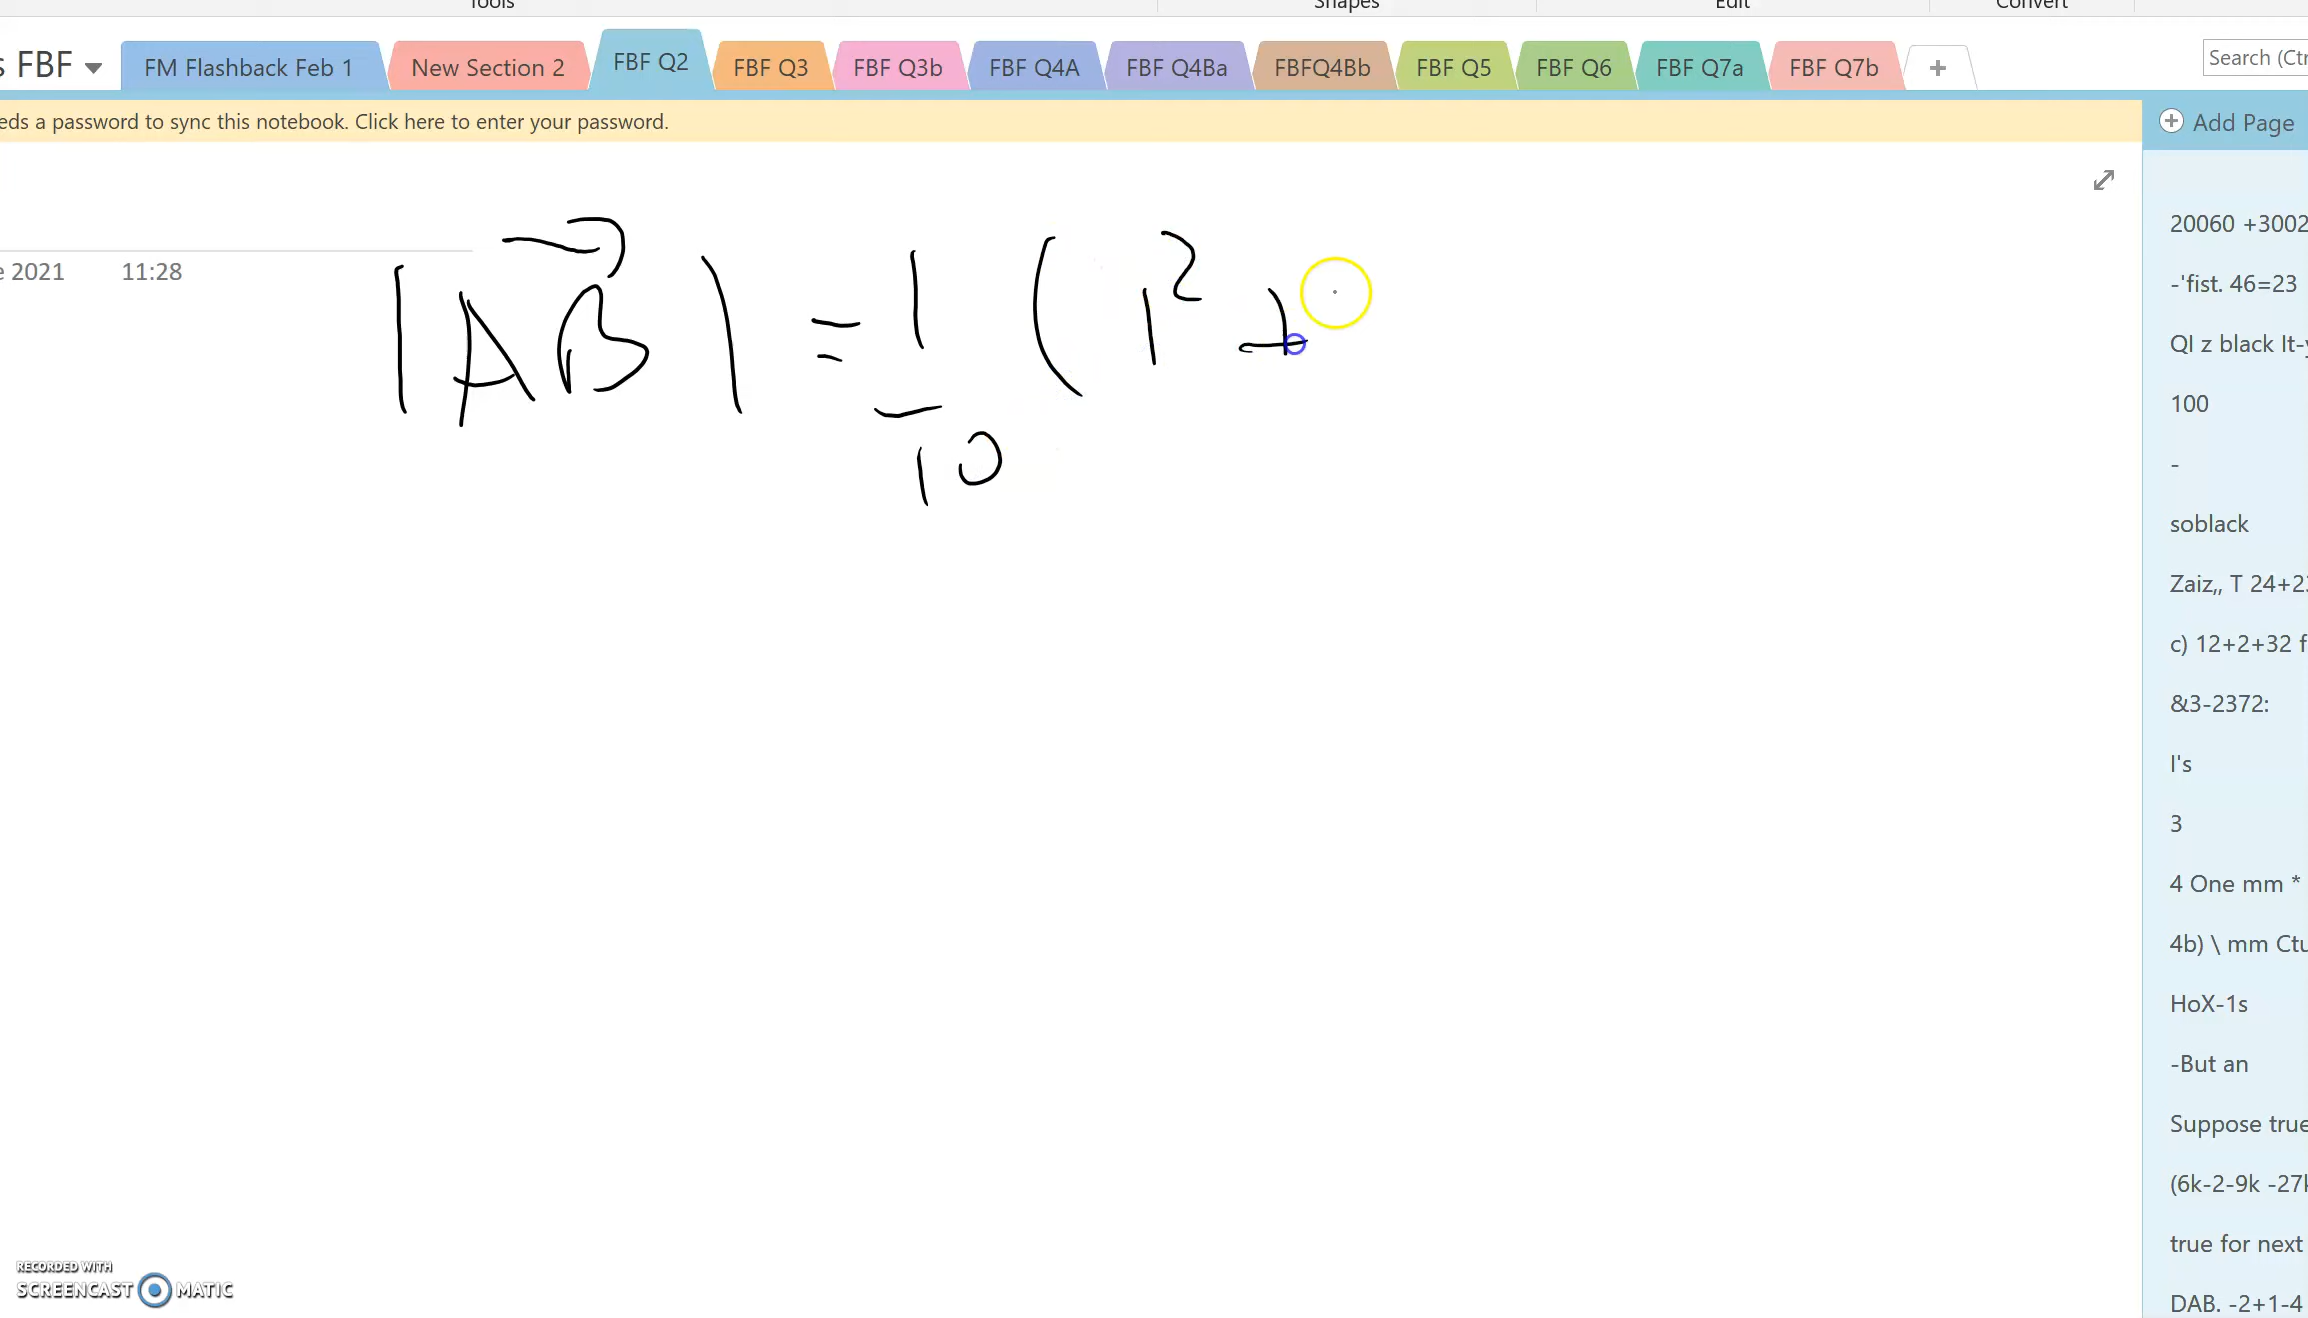 Tools Shapes Edit Convert
s FBF FM Flashback Feb 1 New Section 2 FBF Q2 FBF Q3 FBF Q3b FBF Q4A FBF Q4Ba FBFQ4Bb FBF Q5 FBF Q6 FBF Q7a FBF Q7b + Search (Ctr
eds a password to sync this notebook. Click here to enter your password.
Add Page
e 2021 11:28
|AB| = 1/10 (1² +
20060 +3002
-'fist. 46=23
Ql z black It-y
100
-
soblack
Zaiz,, T 24+23
c) 12+2+32 f
&3-2372:
I's
3
4 One mm *
4b) \ mm Ctu
HoX-1s
-But an
Suppose true
(6k-2-9k -27k
true for next
DAB. -2+1-4
RECORDED WITH
SCREENCAST MATIC